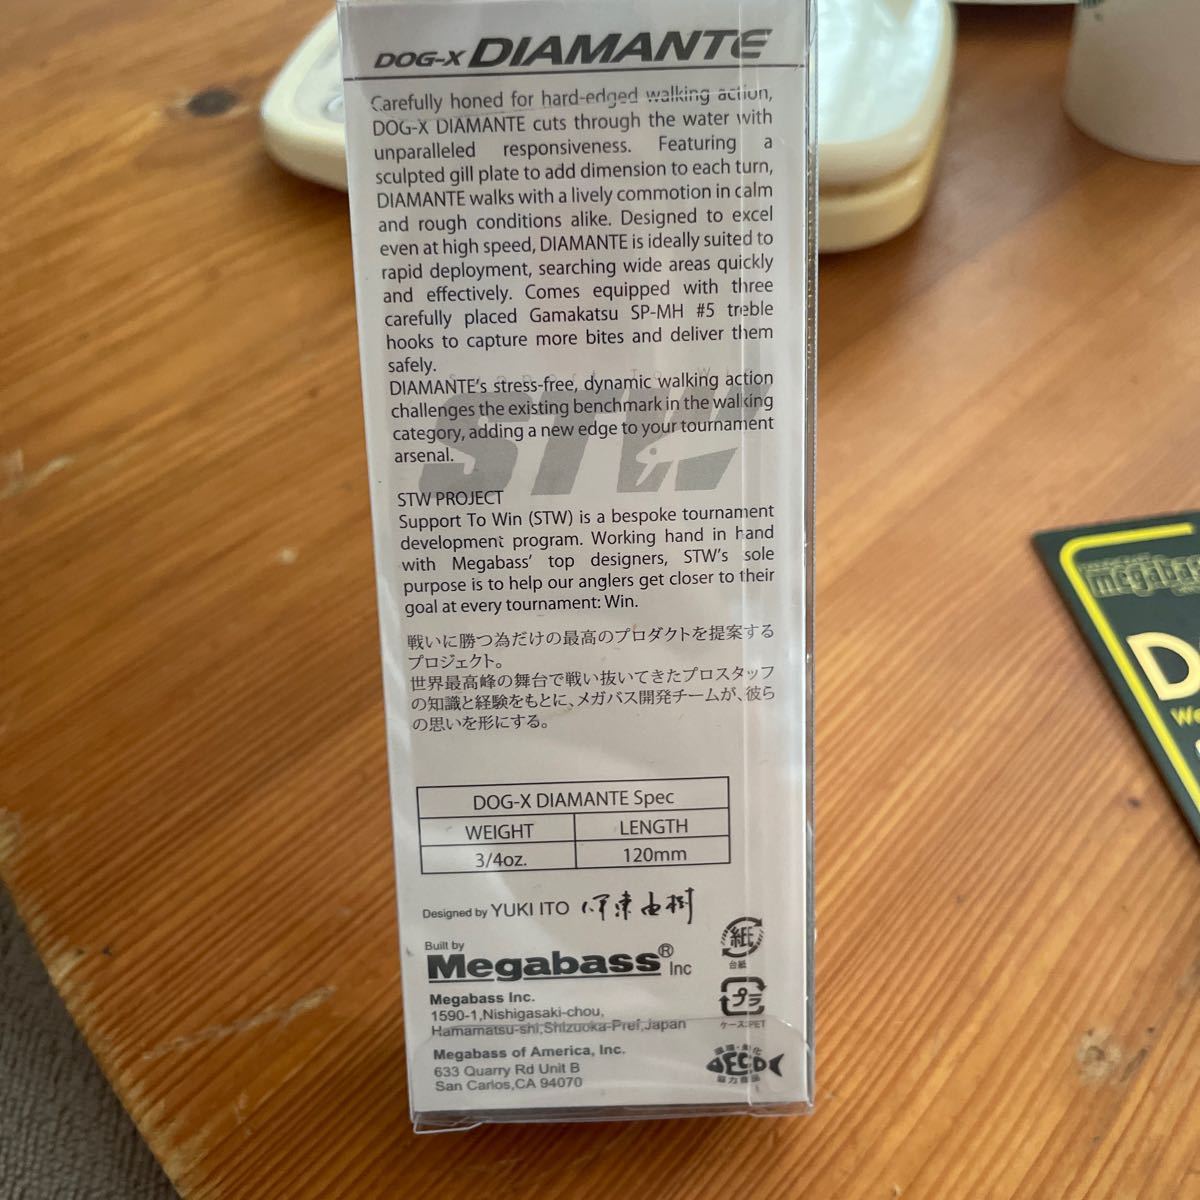 DOG-X DIAMANTE
Carefully honed for hard-edged walking action,
DOG-X DIAMANTE cuts through the water with
unparalleled responsiveness. Featuring a
sculpted gill plate to add dimension to each turn,
DIAMANTE walks with a lively commotion in calm
and rough conditions alike. Designed to excel
even at high speed, DIAMANTE is ideally suited to
rapid deployment, searching wide areas quickly
and effectively. Comes equipped with three
carefully placed Gamakatsu SP-MH #5 treble
hooks to capture more bites and deliver them
safely.
DIAMANTE's stress-free, dynamic walking action
challenges the existing benchmark in the walking
category, adding a new edge to your tournament
arsenal.
STW
STW PROJECT
Support To Win (STW) is a bespoke tournament
development program. Working hand in hand
with Megabass' top designers, STW's sole
purpose is to help our anglers get closer to their
goal at every tournament: Win.
戦いに勝つ為だけの最高のプロダクトを提案する
プロジェクト。
世界最高峰の舞台で戦い抜いてきたプロスタッフ
の知識と経験をもとに、メガバス開発チームが、彼ら
の思いを形にする。
DOG-X DIAMANTE Spec
WEIGHT LENGTH
3/4oz. 120mm
Designed by YUKI ITO 伊東由樹
Built by
Megabass® Inc
Megabass Inc.
1590-1,Nishigasaki-chou,
Hamamatsu-shi,Shizuoka-Pref,Japan
Megabass of America, Inc.
633 Quarry Rd Unit B
San Carlos,CA 94070
紙
台紙
プラ
ケース:PET
協力商品
megabass
D
We